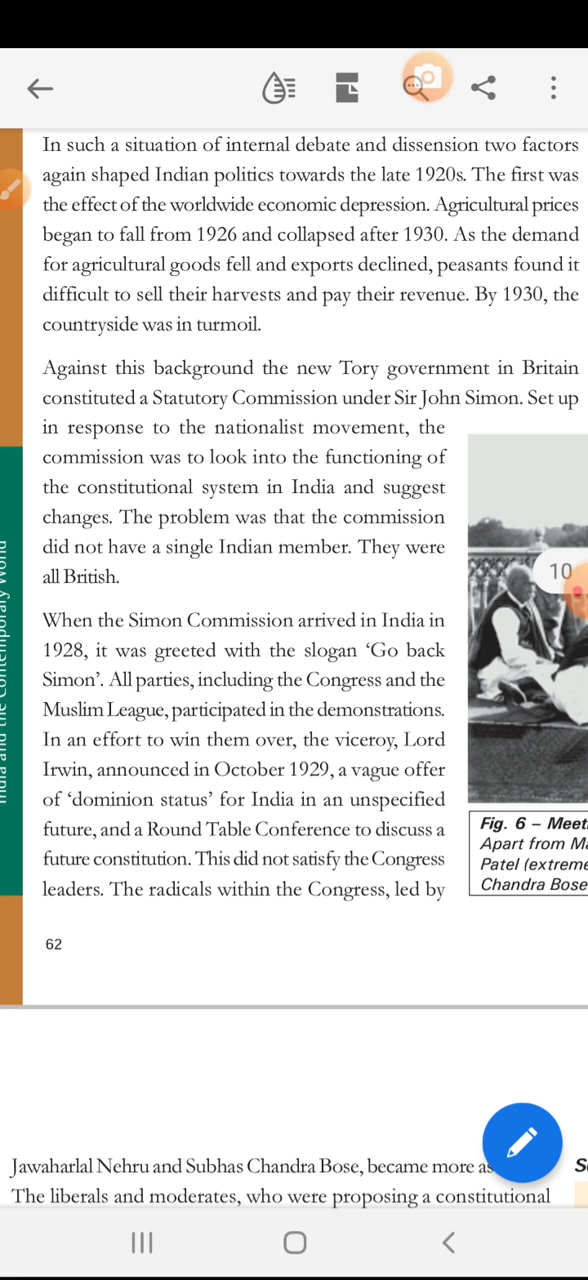 In such a situation of internal debate and dissension two factors
again shaped Indian politics towards the late 1920s. The first was
the effect of the worldwide economic depression. Agricultural prices
began to fall from 1926 and collapsed after 1930. As the demand
for agricultural goods fell and exports declined, peasants found it
difficult to sell their harvests and pay their revenue. By 1930, the
countryside was in turmoil.
Against this background the new Tory government in Britain
constituted a Statutory Commission under Sir John Simon. Set up
in response to the nationalist movement, the
commission was to look into the functioning of
the constitutional system in India and suggest
changes. The problem was that the commission
did not have a single Indian member. They were
all British.
When the Simon Commission arrived in India in
1928, it was greeted with the slogan ‘Go back
Simon’. All parties, including the Congress and the
Muslim League, participated in the demonstrations.
In an effort to win them over, the viceroy, Lord
Irwin, announced in October 1929, a vague offer
of ‘dominion status’ for India in an unspecified
future, and a Round Table Conference to discuss a
future constitution. This did not satisfy the Congress
leaders. The radicals within the Congress, led by
10
Fig. 6 – Meet
Apart from Ma
Patel (extreme
Chandra Bose
India and the Contemporary World
62
Jawaharlal Nehru and Subhas Chandra Bose, became more as
The liberals and moderates, who were proposing a constitutional